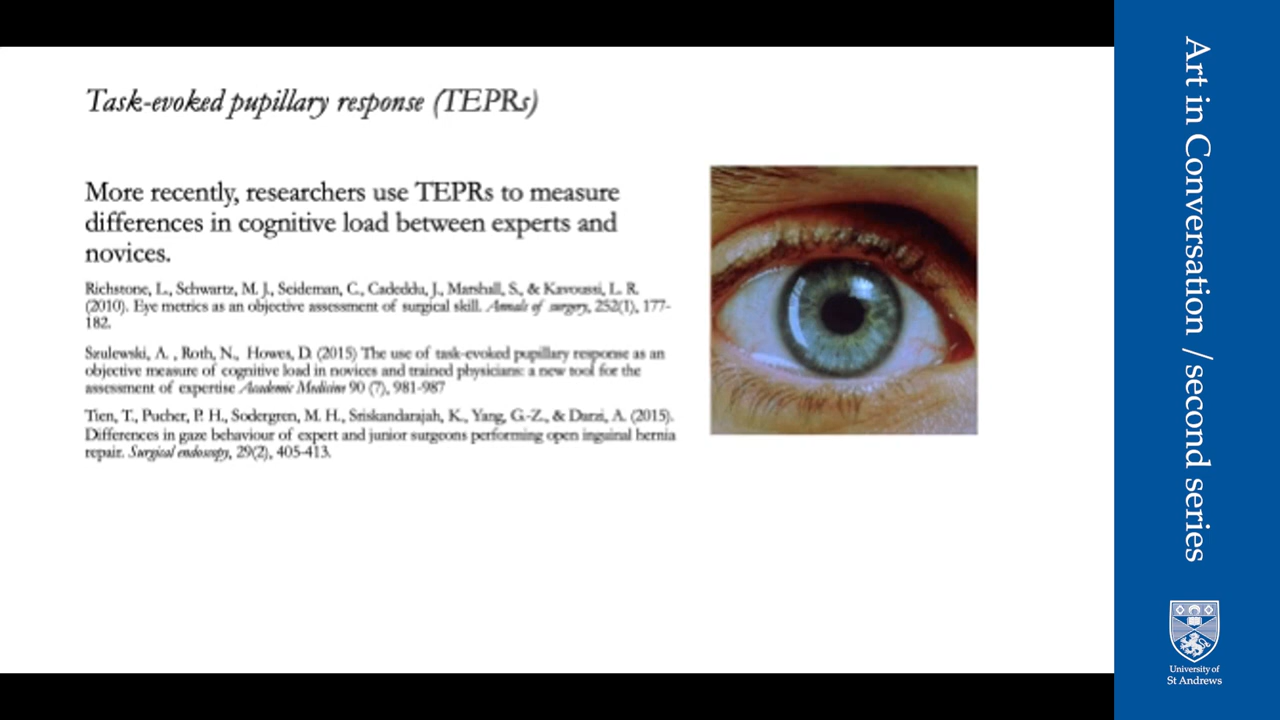 Task-evoked pupillary response (TEPRs)
More recently, researchers use TEPRs to measure
differences in cognitive load between experts and
novices.
Richstone, L., Schwartz, M. J., Seideman, C., Cadeddu, J., Marshall, S., & Kavoussi, L. R.
(2010). Eye metrics as an objective assessment of surgical skill. Annals of surgery, 252(1), 177-
182.
Szulewski, A. , Roth, N., Howes, D. (2015) The use of task-evoked pupillary response as an
objective measure of cognitive load in novices and trained physicians: a new tool for the
assessment of expertise Academic Medicine 90 (7), 981-987
Tien, T., Pucher, P. H., Sodergren, M. H., Sriskandarajah, K., Yang, G.-Z., & Darzi, A. (2015).
Differences in gaze behaviour of expert and junior surgeons performing open inguinal hernia
repair. Surgical endoscopy, 29(2), 405-413.
Art in Conversation / second series
University of
St Andrews